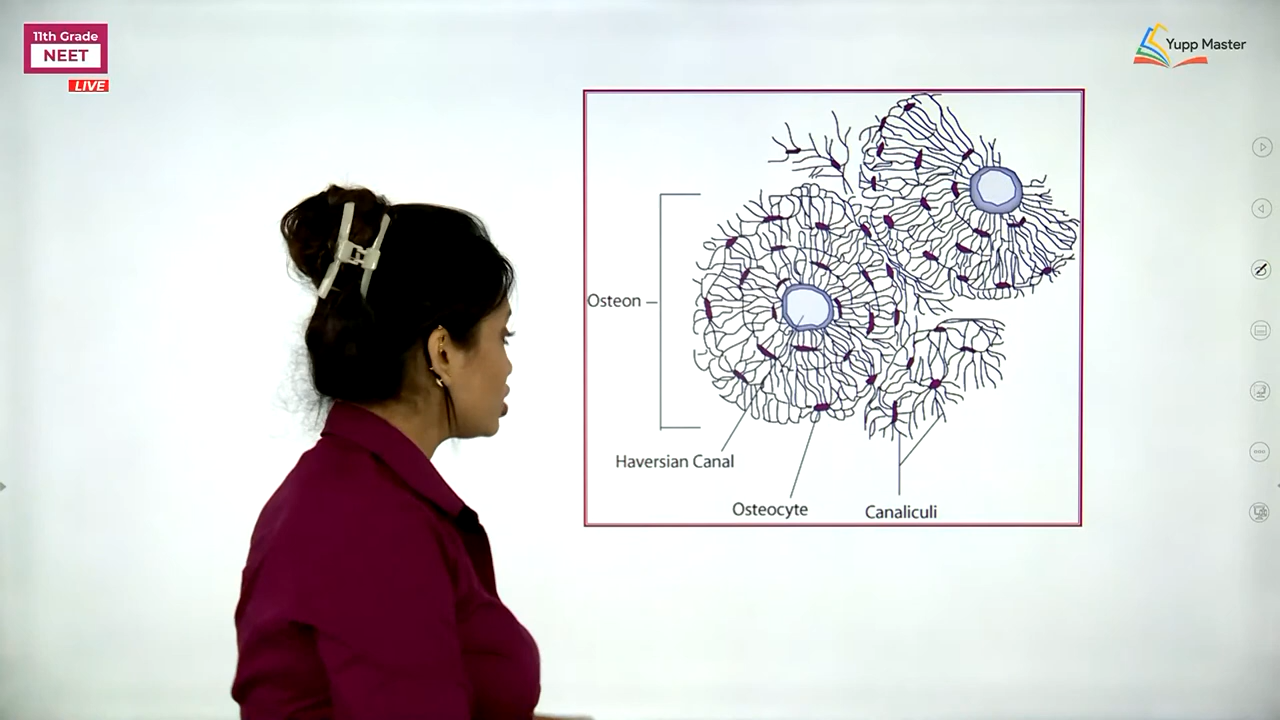 11th Grade
NEET
LIVE
Yupp Master
Osteon
Haversian Canal
Osteocyte
Canaliculi